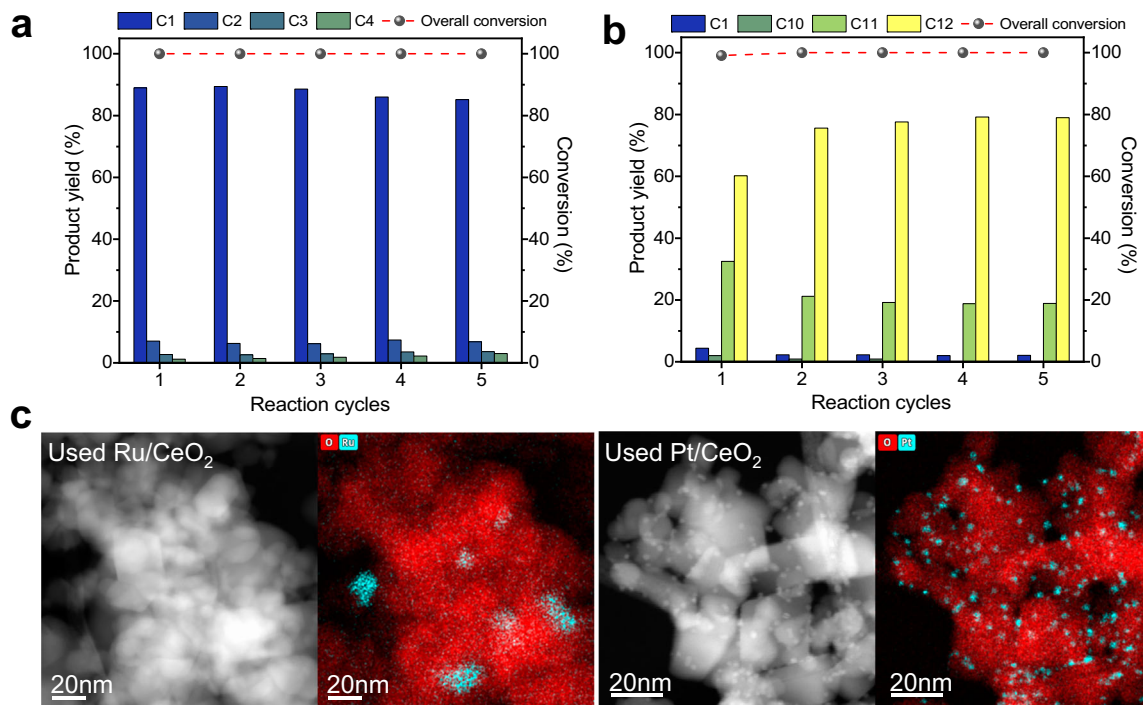 a
C1 C2 C3 C4 Overall conversion
Product yield (%)
100
80
60
40
20
0
100
80
60
40
20
0
Conversion (%)
1 2 3 4 5
Reaction cycles
b
C1 C10 C11 C12 Overall conversion
Product yield (%)
100
80
60
40
20
0
100
80
60
40
20
0
Conversion (%)
1 2 3 4 5
Reaction cycles
c
Used Ru/CeO₂
20nm
O Ru
20nm
Used Pt/CeO₂
20nm
O Pt
20nm